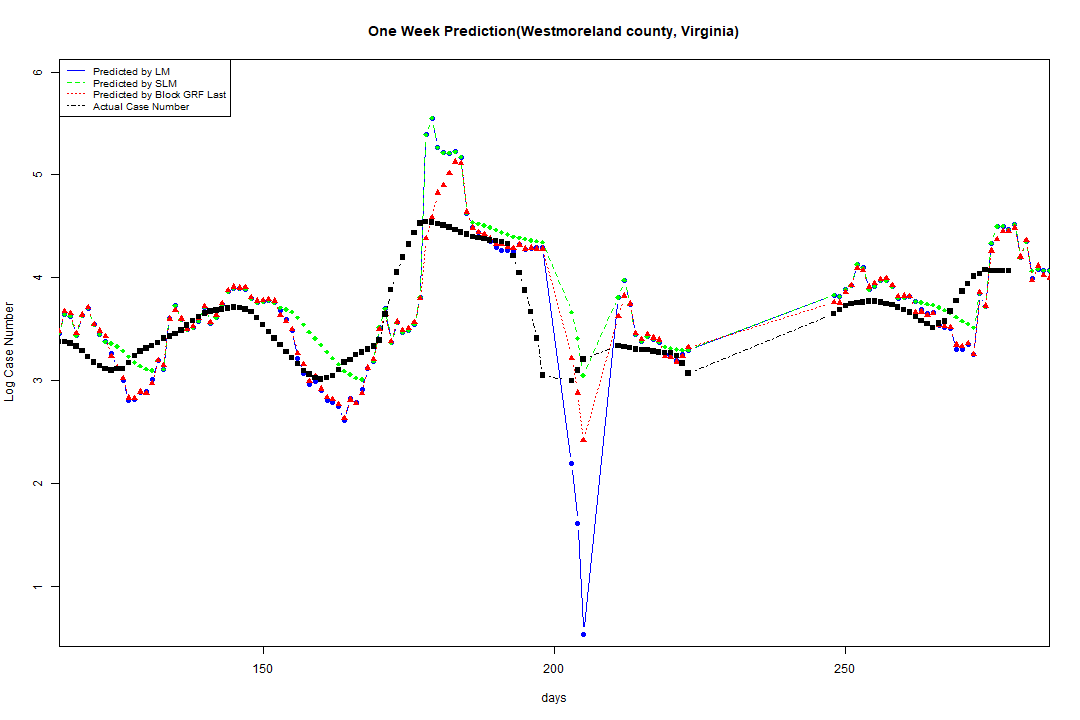 One Week Prediction(Westmoreland county, Virginia)
Predicted by LM
Predicted by SLM
Predicted by Block GRF Last
Actual Case Number
Log Case Number
6
5
4
3
2
1
150
200
250
days